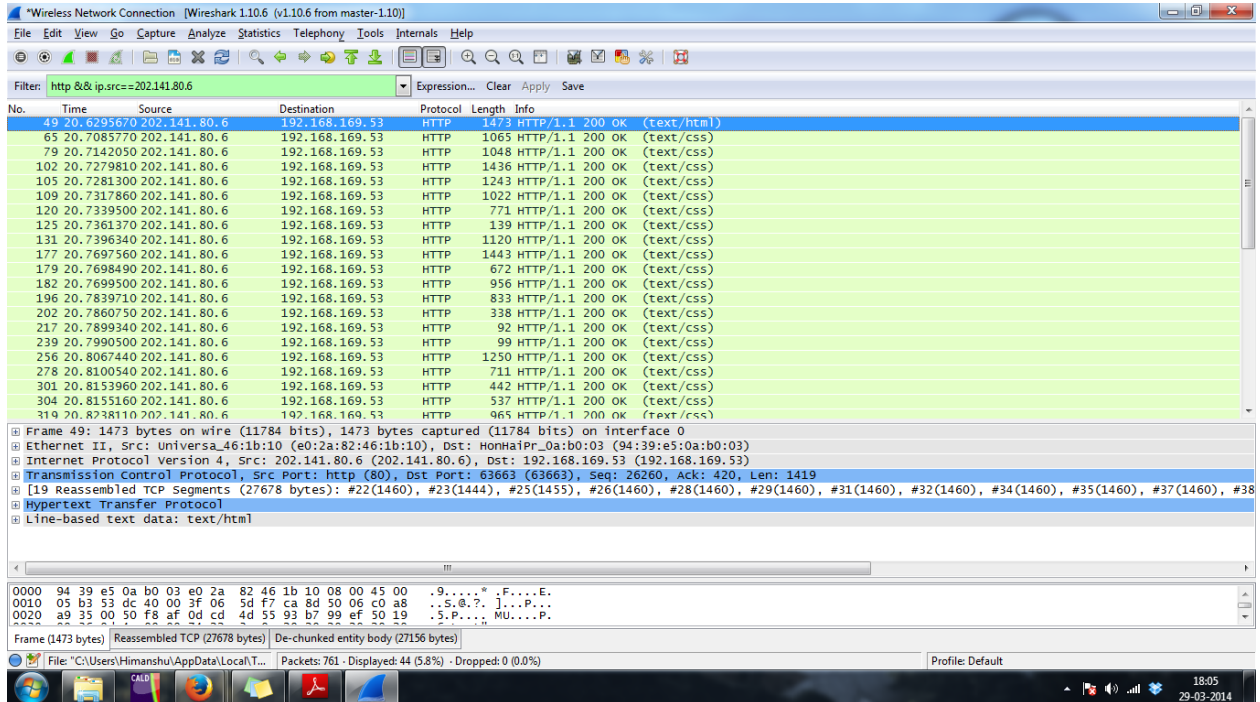 *Wireless Network Connection [Wireshark 1.10.6 (v1.10.6 from master-1.10)]
File Edit View Go Capture Analyze Statistics Telephony Tools Internals Help
Filter: http && ip.src==202.141.80.6 Expression... Clear Apply Save
No. Time Source Destination Protocol Length Info
49 20.6295670 202.141.80.6 192.168.169.53 HTTP 1473 HTTP/1.1 200 OK (text/html)
65 20.7085770 202.141.80.6 192.168.169.53 HTTP 1065 HTTP/1.1 200 OK (text/css)
79 20.7142050 202.141.80.6 192.168.169.53 HTTP 1048 HTTP/1.1 200 OK (text/css)
102 20.7279810 202.141.80.6 192.168.169.53 HTTP 1436 HTTP/1.1 200 OK (text/css)
105 20.7281300 202.141.80.6 192.168.169.53 HTTP 1243 HTTP/1.1 200 OK (text/css)
109 20.7317860 202.141.80.6 192.168.169.53 HTTP 1022 HTTP/1.1 200 OK (text/css)
120 20.7339500 202.141.80.6 192.168.169.53 HTTP 771 HTTP/1.1 200 OK (text/css)
125 20.7361370 202.141.80.6 192.168.169.53 HTTP 139 HTTP/1.1 200 OK (text/css)
131 20.7396340 202.141.80.6 192.168.169.53 HTTP 1120 HTTP/1.1 200 OK (text/css)
177 20.7697560 202.141.80.6 192.168.169.53 HTTP 1443 HTTP/1.1 200 OK (text/css)
179 20.7698490 202.141.80.6 192.168.169.53 HTTP 672 HTTP/1.1 200 OK (text/css)
182 20.7699500 202.141.80.6 192.168.169.53 HTTP 956 HTTP/1.1 200 OK (text/css)
196 20.7839710 202.141.80.6 192.168.169.53 HTTP 833 HTTP/1.1 200 OK (text/css)
202 20.7860750 202.141.80.6 192.168.169.53 HTTP 338 HTTP/1.1 200 OK (text/css)
217 20.7899340 202.141.80.6 192.168.169.53 HTTP 92 HTTP/1.1 200 OK (text/css)
239 20.7990500 202.141.80.6 192.168.169.53 HTTP 99 HTTP/1.1 200 OK (text/css)
256 20.8067440 202.141.80.6 192.168.169.53 HTTP 1250 HTTP/1.1 200 OK (text/css)
278 20.8100540 202.141.80.6 192.168.169.53 HTTP 711 HTTP/1.1 200 OK (text/css)
301 20.8153960 202.141.80.6 192.168.169.53 HTTP 442 HTTP/1.1 200 OK (text/css)
304 20.8155160 202.141.80.6 192.168.169.53 HTTP 537 HTTP/1.1 200 OK (text/css)
319 20.8238110 202.141.80.6 192.168.169.53 HTTP 965 HTTP/1.1 200 OK (text/css)
Frame 49: 1473 bytes on wire (11784 bits), 1473 bytes captured (11784 bits) on interface 0
Ethernet II, Src: Universa_46:1b:10 (e0:2a:82:46:1b:10), Dst: HonHaiPr_0a:b0:03 (94:39:e5:0a:b0:03)
Internet Protocol Version 4, Src: 202.141.80.6 (202.141.80.6), Dst: 192.168.169.53 (192.168.169.53)
Transmission Control Protocol, Src Port: http (80), Dst Port: 63663 (63663), Seq: 26260, Ack: 420, Len: 1419
[19 Reassembled TCP Segments (27678 bytes): #22(1460), #23(1444), #25(1455), #26(1460), #28(1460), #29(1460), #31(1460), #32(1460), #34(1460), #35(1460), #37(1460), #38
Hypertext Transfer Protocol
Line-based text data: text/html
0000 94 39 e5 0a b0 03 e0 2a 82 46 1b 10 08 00 45 00 .9.....* .F....E.
0010 05 b3 53 dc 40 00 3f 06 5d f7 ca 8d 50 06 c0 a8 ..S.@.?. ]...P...
0020 a9 35 00 50 f8 af 0d cd 4d 55 93 b7 99 ef 50 19 .5.P.... MU....P.
Frame (1473 bytes) Reassembled TCP (27678 bytes) De-chunked entity body (27156 bytes)
File: "C:\Users\Himanshu\AppData\Local\T... Packets: 761 · Displayed: 44 (5.8%) · Dropped: 0 (0.0%) Profile: Default
CALD
18:05
29-03-2014